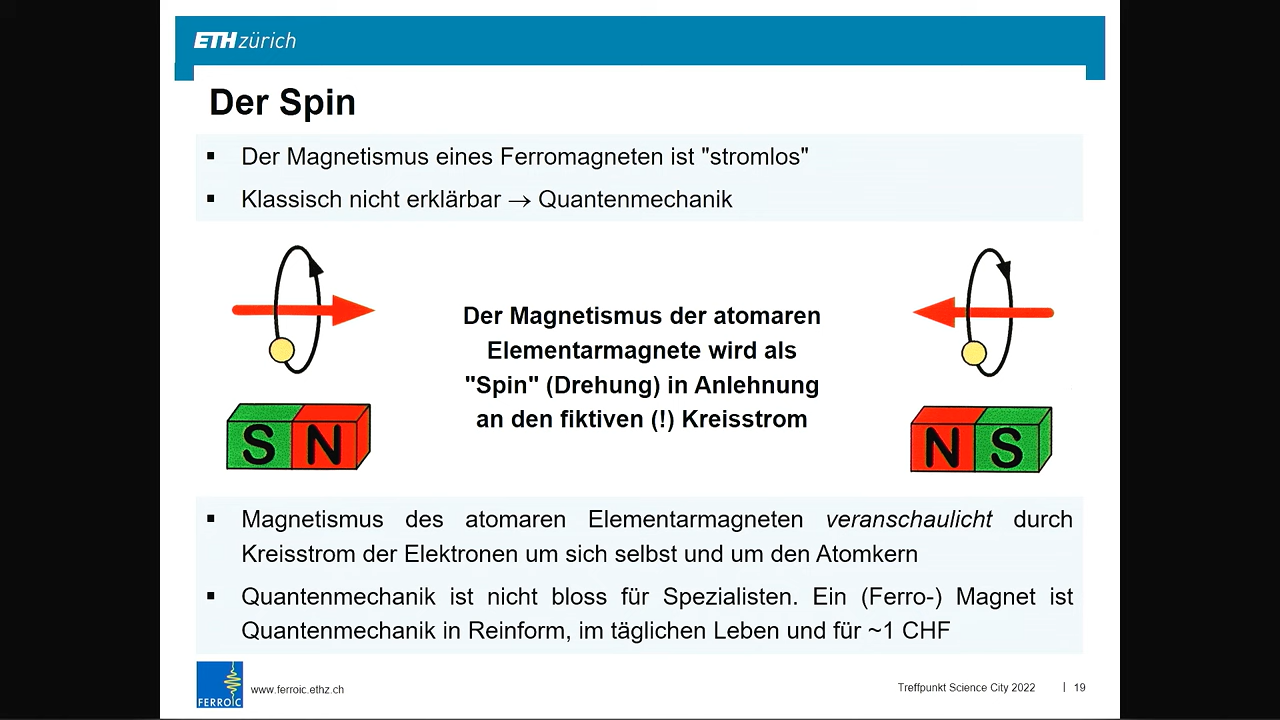 ETH zürich
Der Spin
▪ Der Magnetismus eines Ferromagneten ist "stromlos"
▪ Klassisch nicht erklärbar → Quantenmechanik
Der Magnetismus der atomaren
Elementarmagnete wird als
"Spin" (Drehung) in Anlehnung
an den fiktiven (!) Kreisstrom
S N
N S
▪ Magnetismus des atomaren Elementarmagneten veranschaulicht durch
Kreisstrom der Elektronen um sich selbst und um den Atomkern
▪ Quantenmechanik ist nicht bloss für Spezialisten. Ein (Ferro-) Magnet ist
Quantenmechanik in Reinform, im täglichen Leben und für ~1 CHF
FERROIC
www.ferroic.ethz.ch
Treffpunkt Science City 2022 | 19